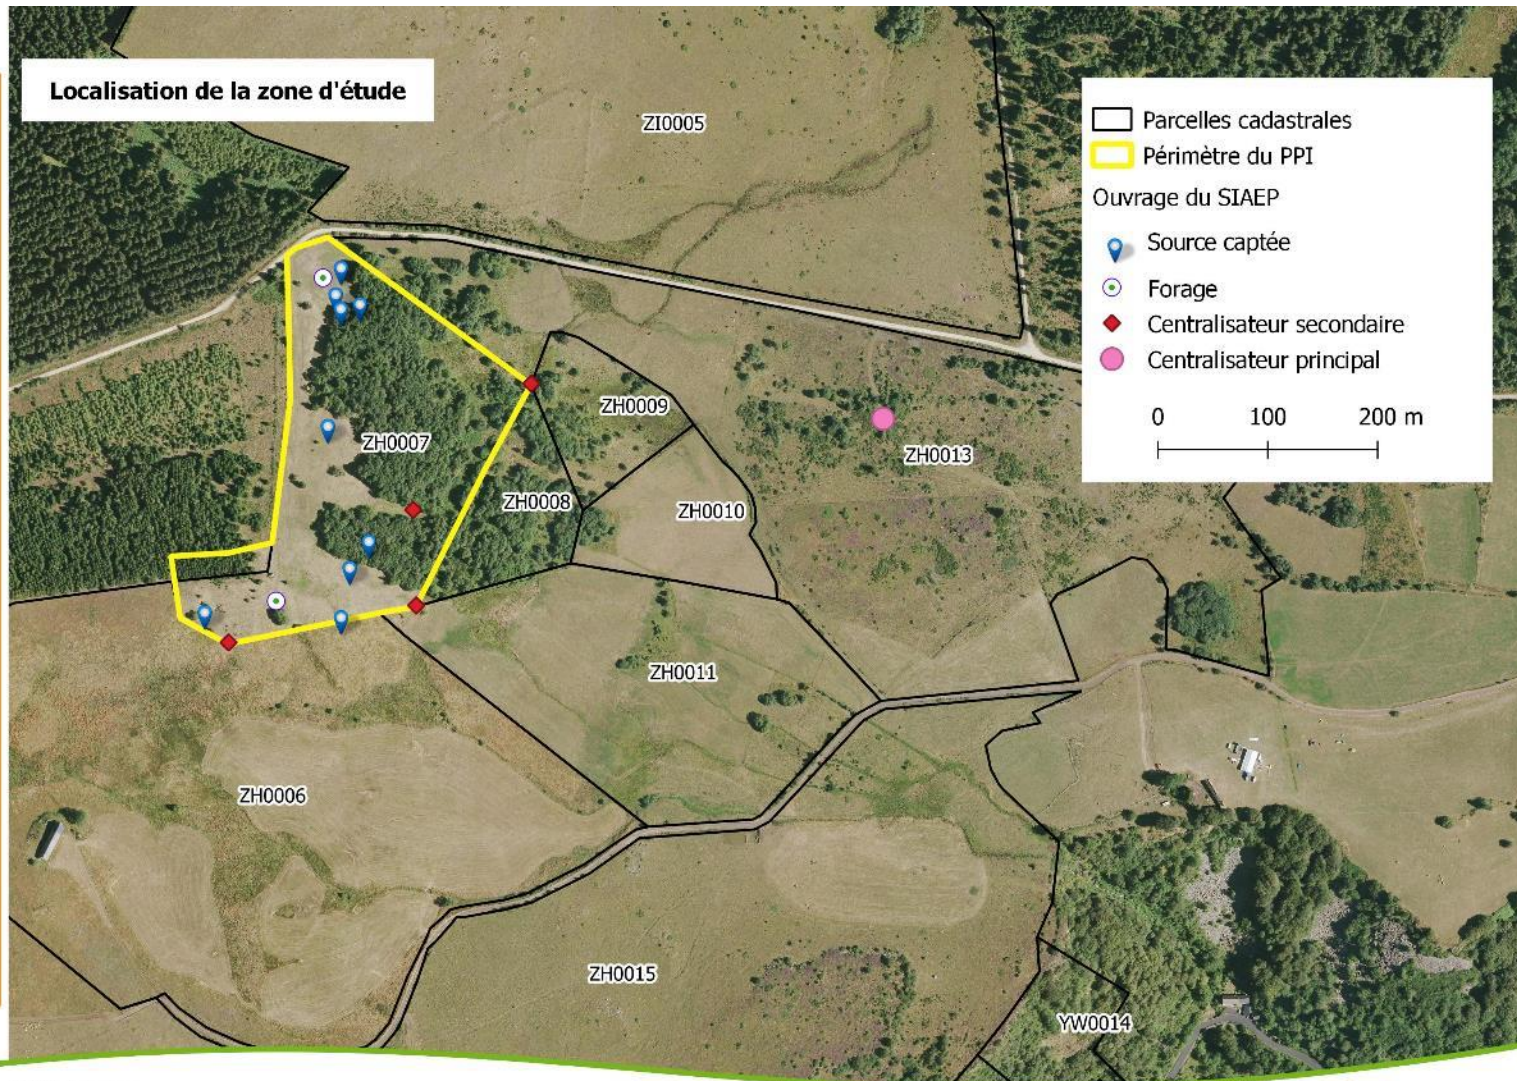 Localisation de la zone d'étude
ZI0005
Parcelles cadastrales
Périmètre du PPI
Ouvrage du SIAEP
Source captée
Forage
Centralisateur secondaire
Centralisateur principal
0 100 200 m
ZH0009
ZH0007
ZH0013
ZH0008
ZH0010
ZH0011
ZH0006
ZH0015
YW0014